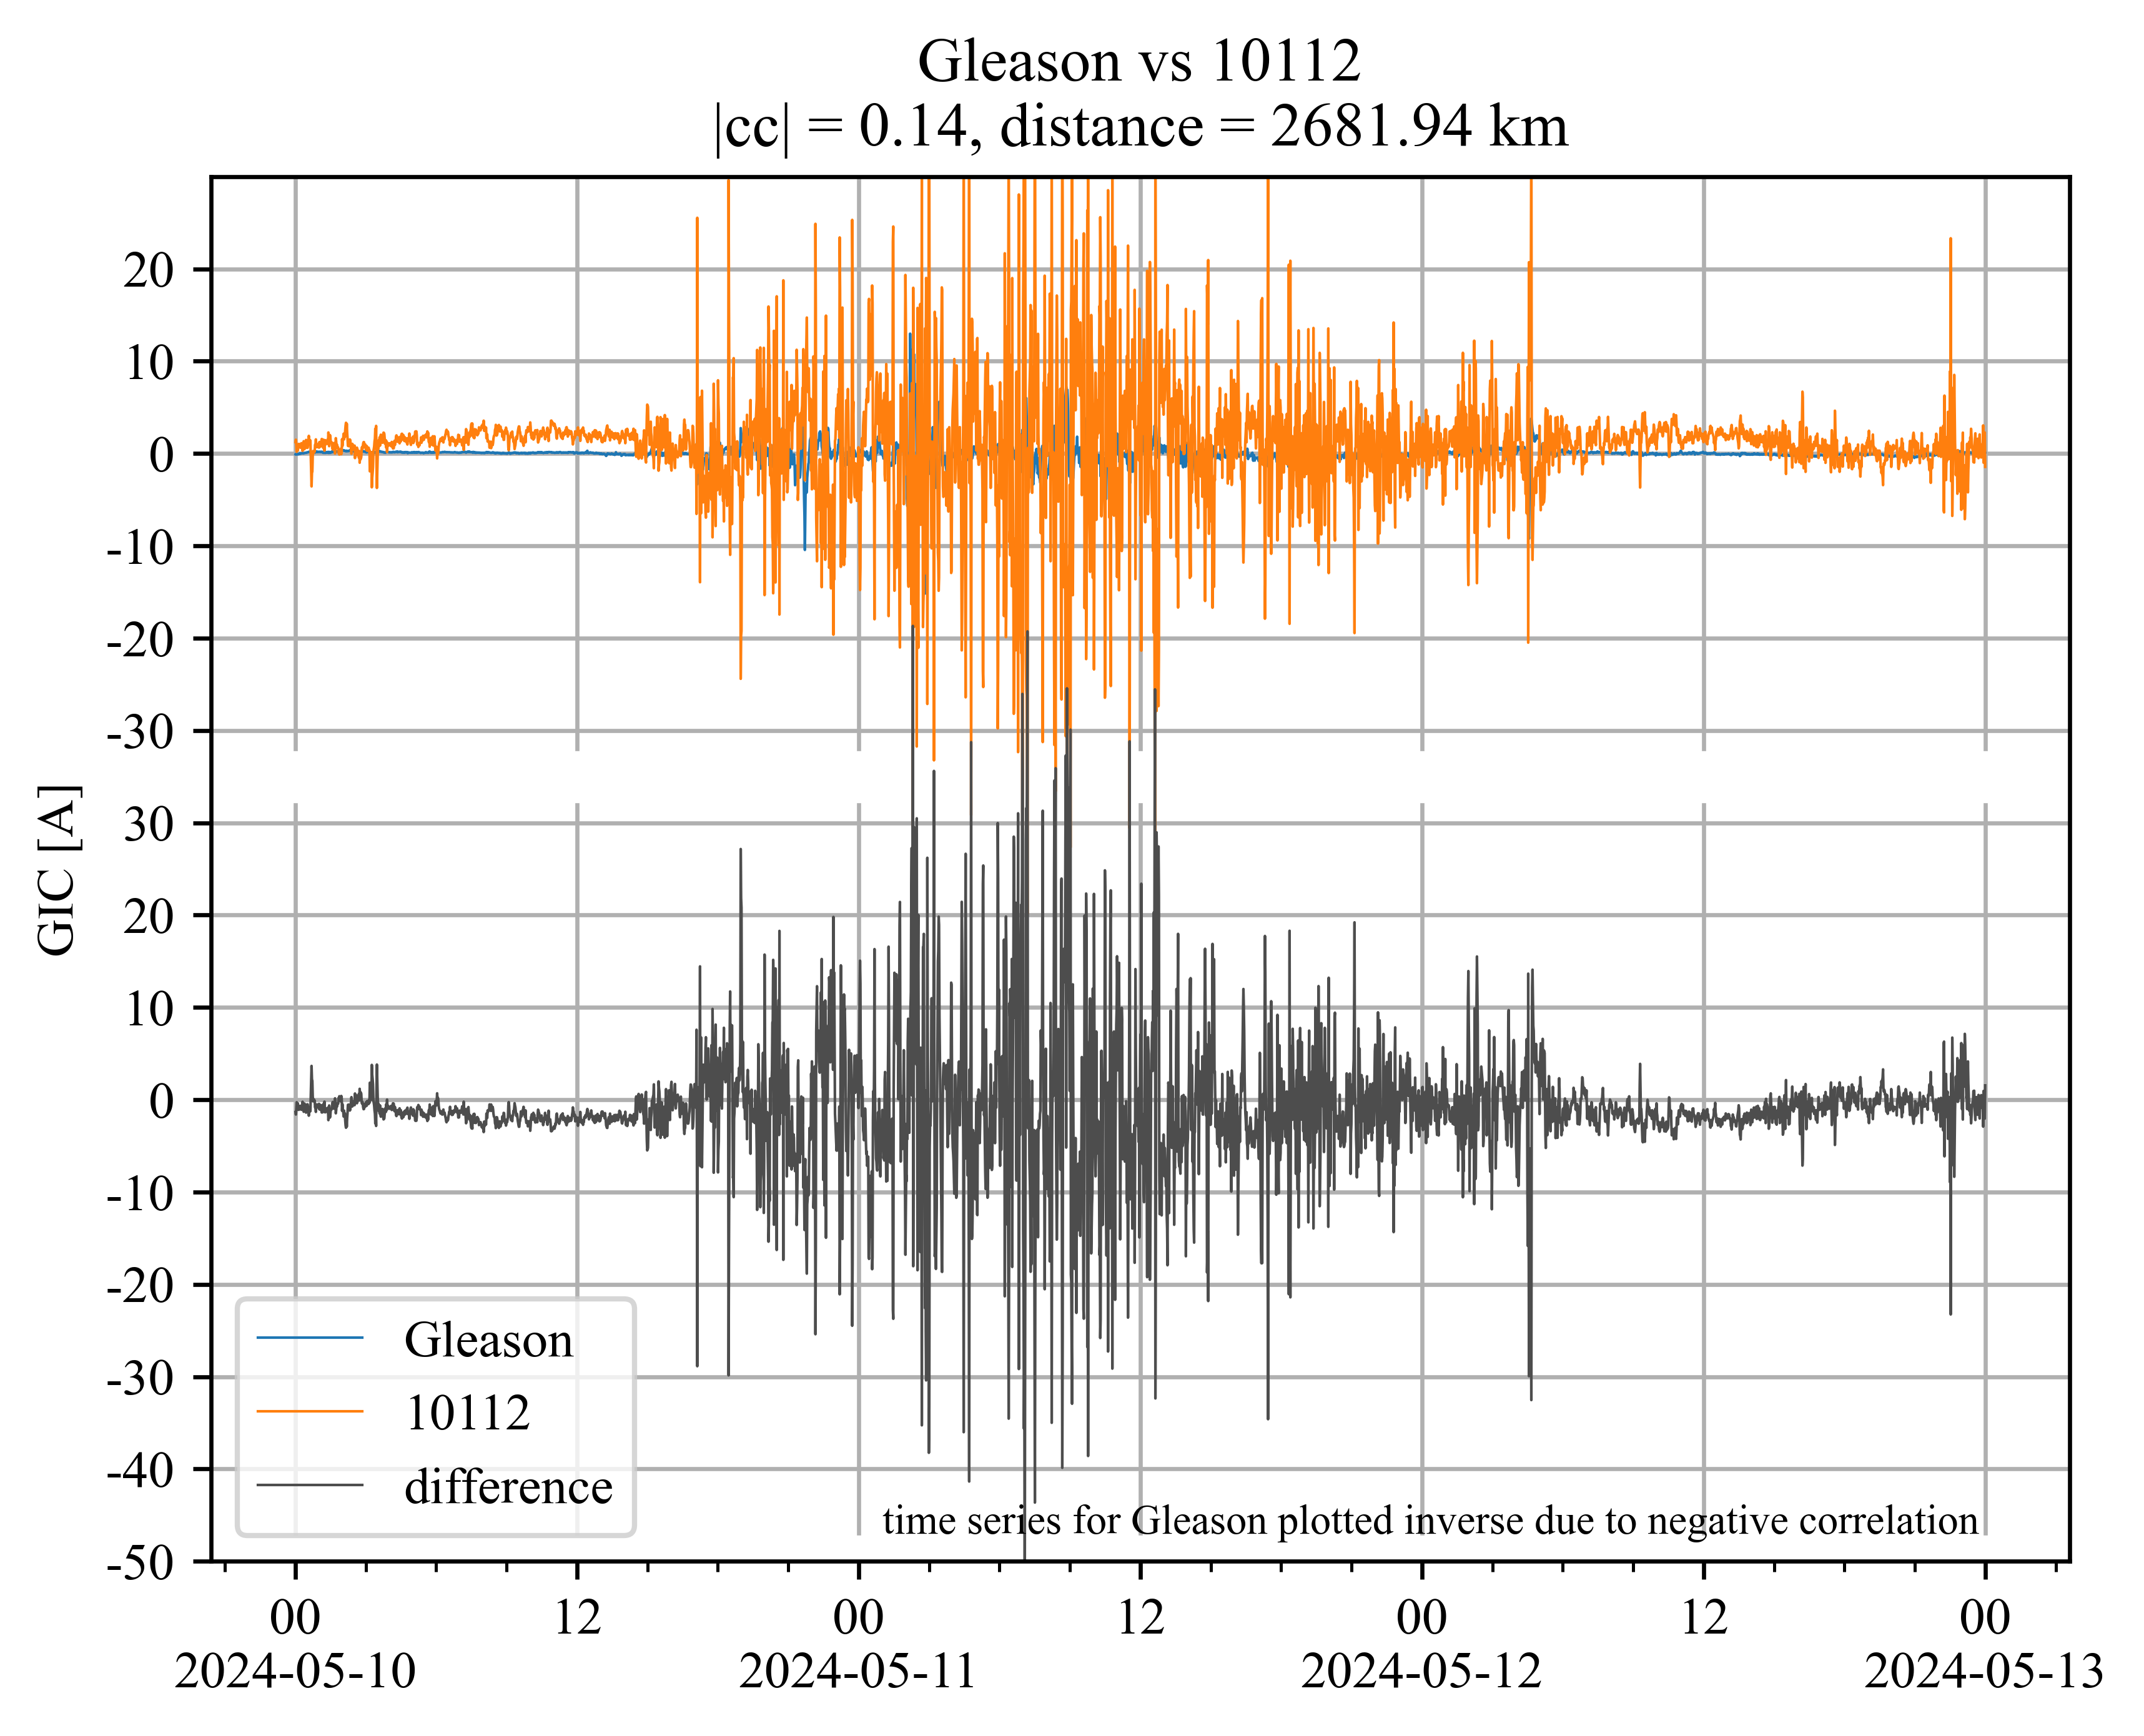 Gleason vs 10112
|cc| = 0.14, distance = 2681.94 km
20
10
0
-10
-20
-30
30
20
10
0
-10
-20
-30
-40
-50
GIC [A]
Gleason
10112
difference
time series for Gleason plotted inverse due to negative correlation
00 12 00 12 00 12 00
2024-05-10 2024-05-11 2024-05-12 2024-05-13